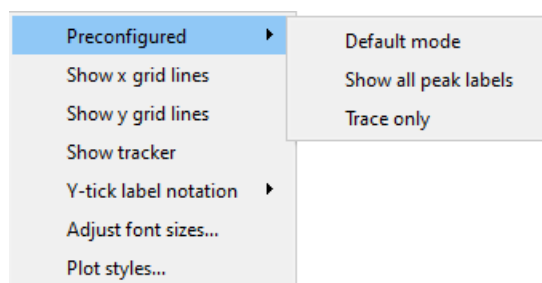 Preconfigured
Show x grid lines
Show y grid lines
Show tracker
Y-tick label notation
Adjust font sizes...
Plot styles...
Default mode
Show all peak labels
Trace only